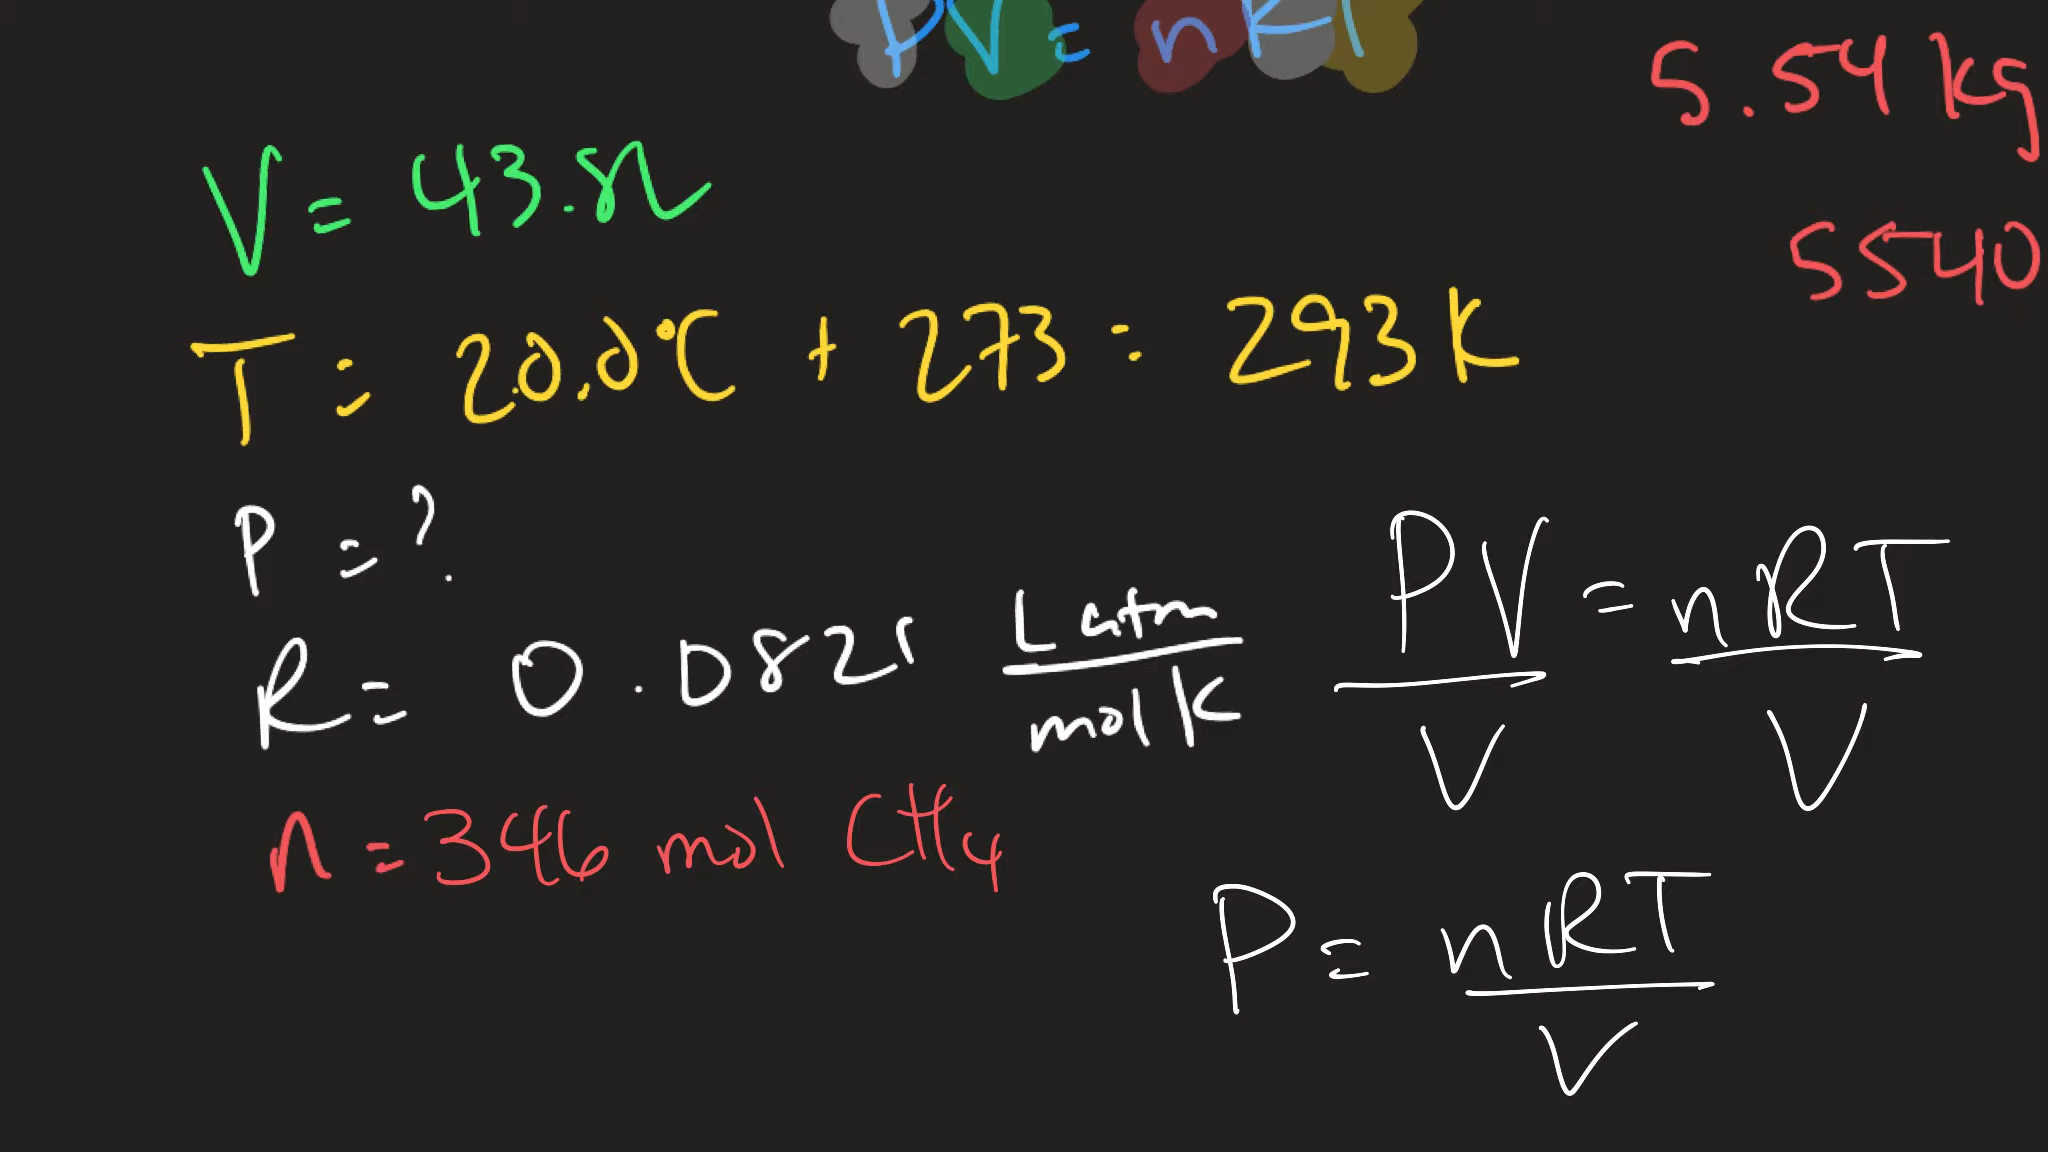 PV = nRT
5.54 kg
V = 43.8L
5540
T = 20.0°C + 273 = 293 K
P = ?
R = 0.0821 L atm / mol K
PV / V = nRT / V
n = 346 mol CH4
P = nRT / V